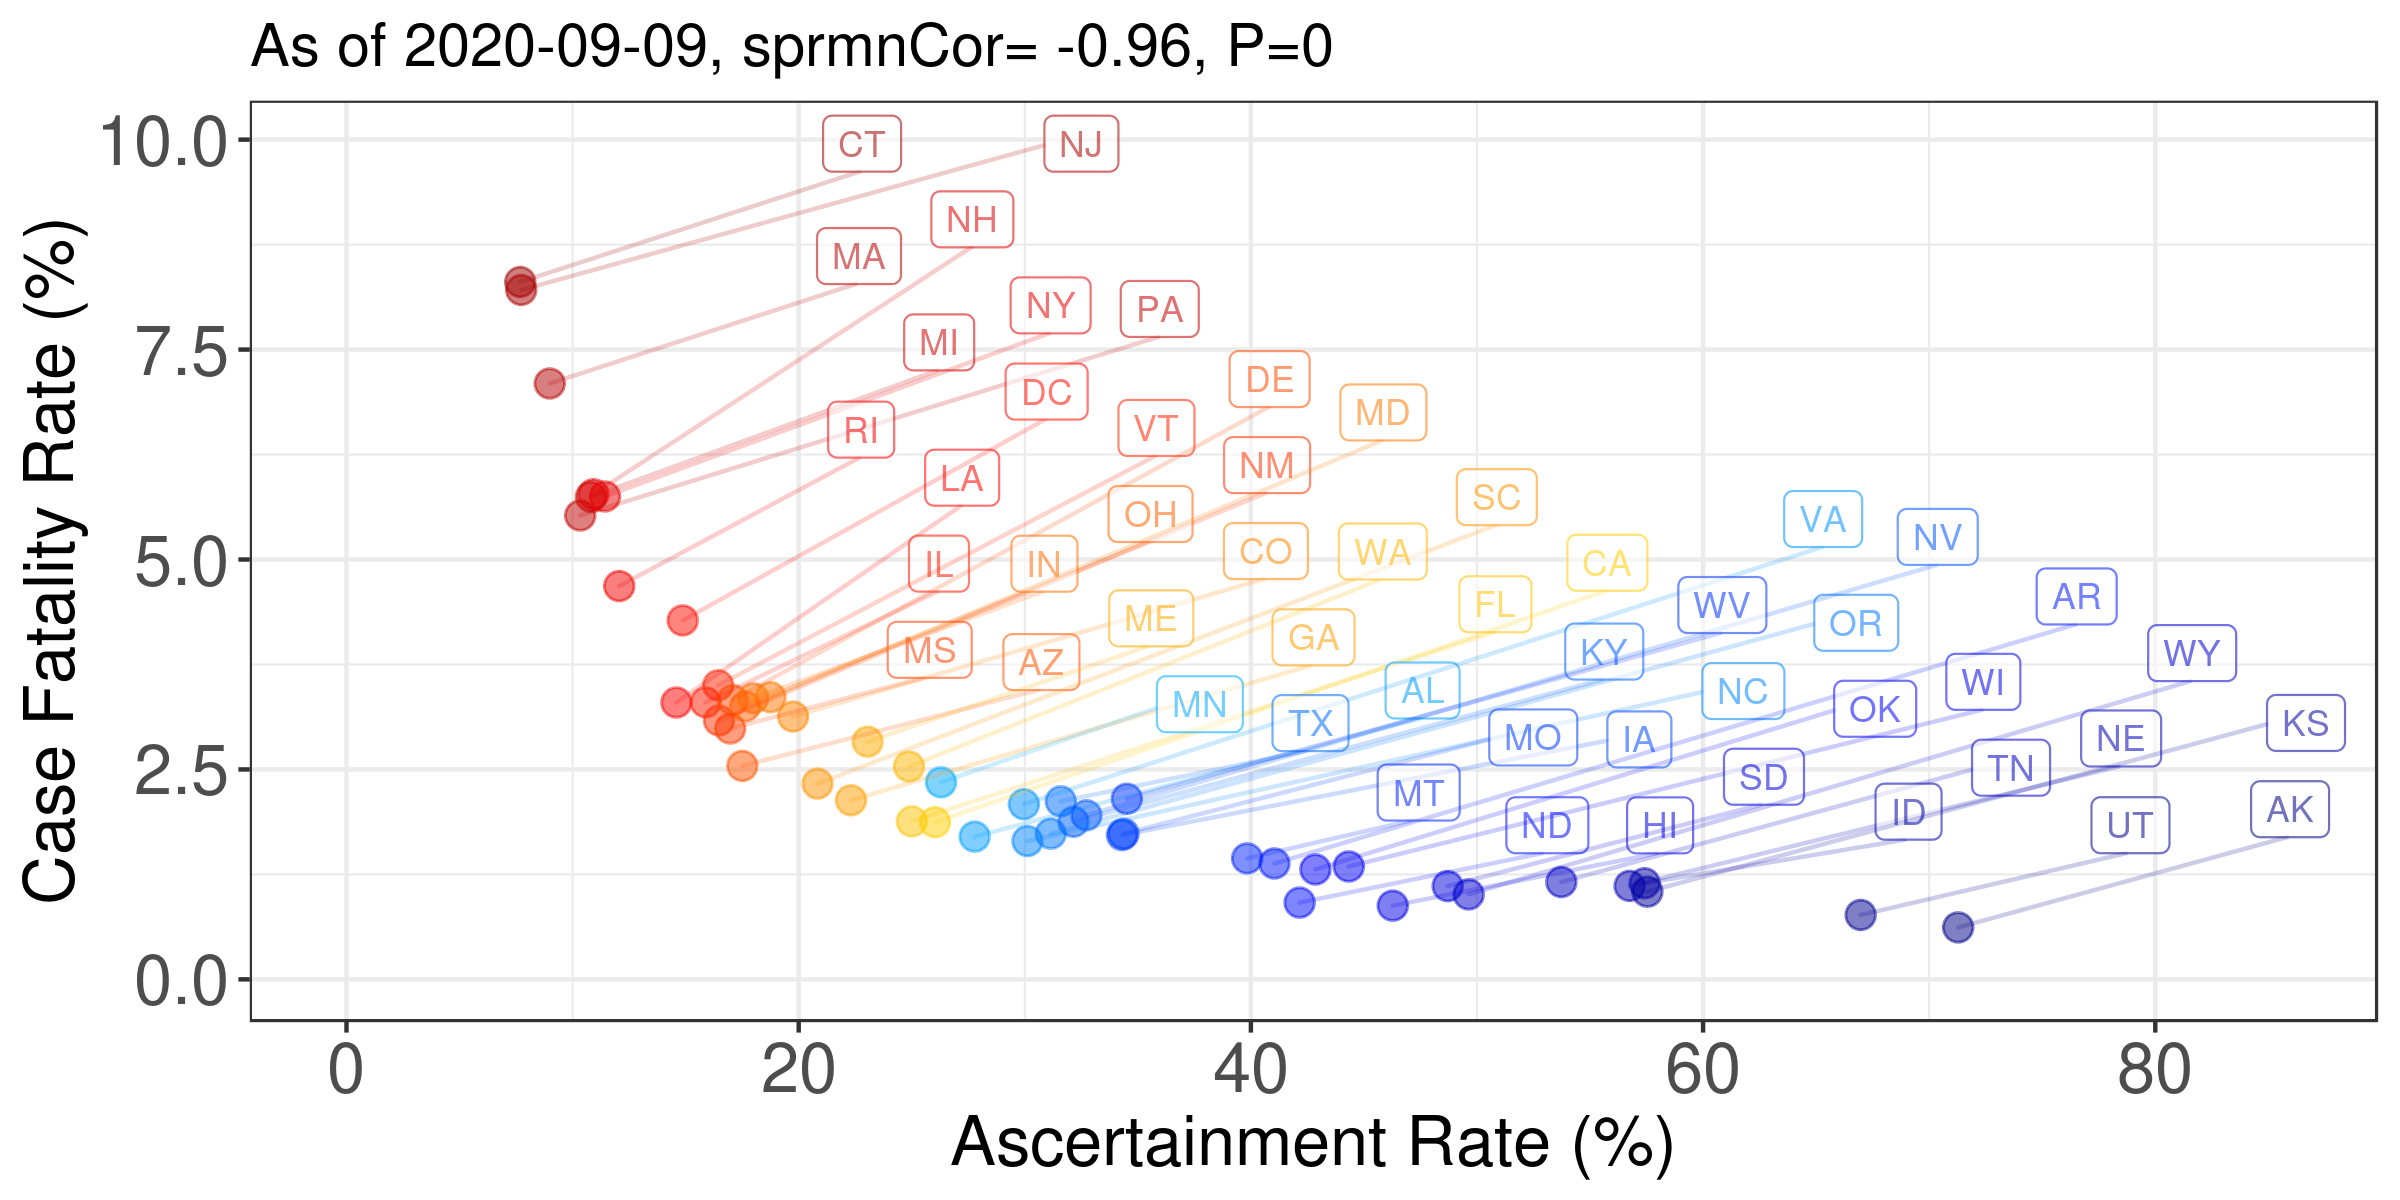 As of 2020-09-09, sprmnCor= -0.96, P=0
Case Fatality Rate (%)
10.0
7.5
5.0
2.5
0.0
CT NJ
NH
MA
NY PA
MI
DC DE
RI VT MD
LA NM
OH SC VA
IL IN CO WA CA NV
ME FL WV AR
MS AZ GA KY OR WY
MN TX AL NC OK WI
MO IA NE KS
MT SD TN
ND HI ID UT AK
0 20 40 60 80
Ascertainment Rate (%)